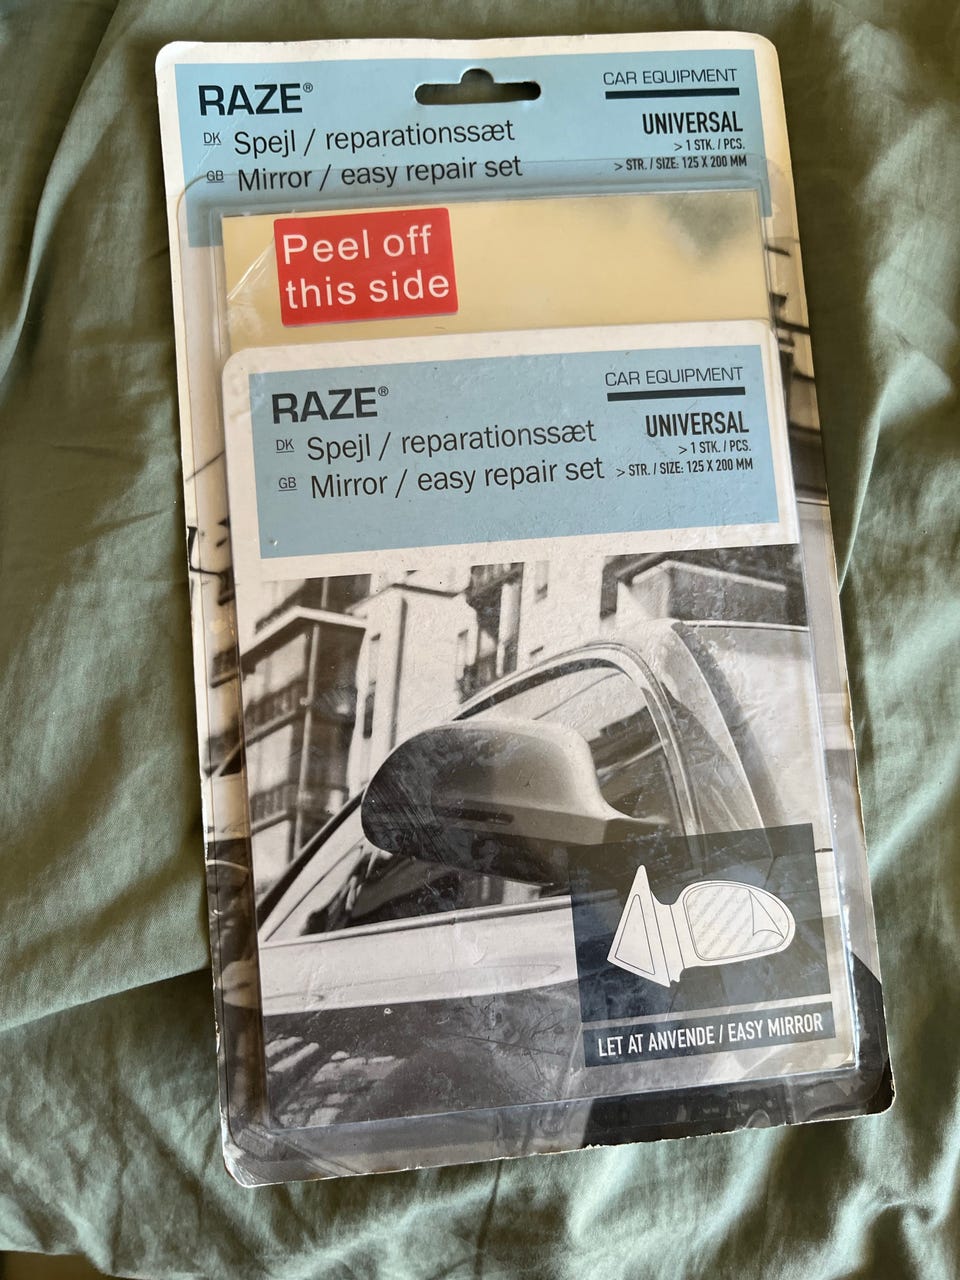 RAZE®
CAR EQUIPMENT
DK Spejl / reparationssæt
GB Mirror / easy repair set
UNIVERSAL
> 1 STK. / PCS.
> STR. / SIZE: 125 X 200 MM
Peel off
this side
RAZE®
CAR EQUIPMENT
DK Spejl / reparationssæt
GB Mirror / easy repair set
UNIVERSAL
> 1 STK. / PCS.
> STR. / SIZE: 125 X 200 MM
LET AT ANVENDE / EASY MIRROR